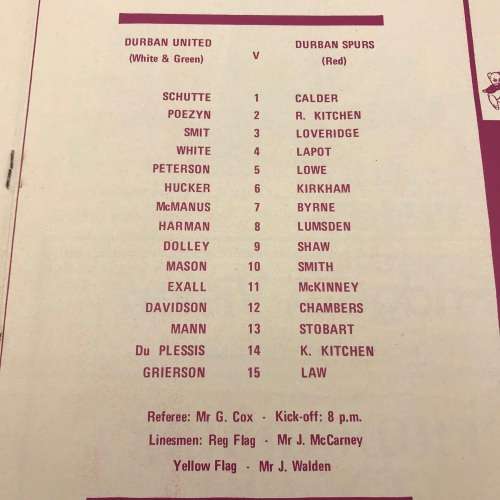 DURBAN UNITED V DURBAN SPURS
(White & Green) (Red)
SCHUTTE 1 CALDER
POEZYN 2 R. KITCHEN
SMIT 3 LOVERIDGE
WHITE 4 LAPOT
PETERSON 5 LOWE
HUCKER 6 KIRKHAM
McMANUS 7 BYRNE
HARMAN 8 LUMSDEN
DOLLEY 9 SHAW
MASON 10 SMITH
EXALL 11 McKINNEY
DAVIDSON 12 CHAMBERS
MANN 13 STOBART
Du PLESSIS 14 K. KITCHEN
GRIERSON 15 LAW
Referee: Mr G. Cox - Kick-off: 8 p.m.
Linesmen: Reg Flag - Mr J. McCarney
Yellow Flag - Mr J. Walden